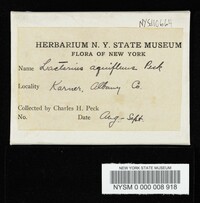 NYSM0664
HERBARIUM N. Y. STATE MUSEUM
FLORA OF NEW YORK
Name Lactarius aquifluus Peck
Locality Karner, Albany Co.
Collected by Charles H. Peck
No. Date Aug-Sept.
NEW YORK STATE MUSEUM
NYSM 0 000 008 918